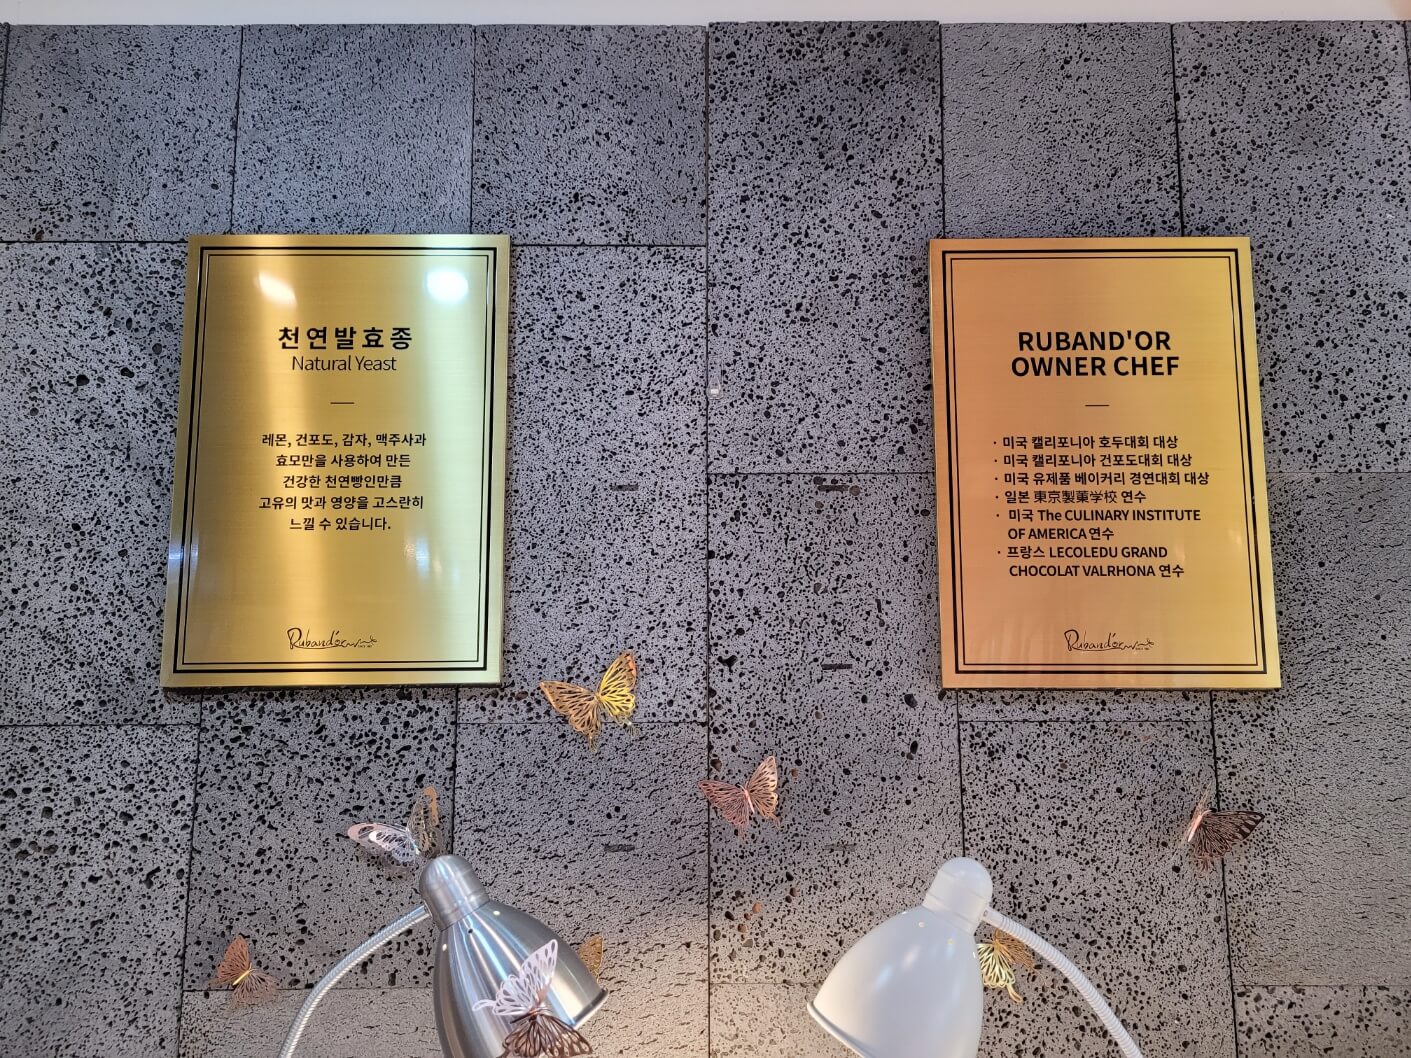 천연발효종
Natural Yeast
레몬, 건포도, 감자, 맥주사과
효모만을 사용하여 만든
건강한 천연빵인만큼
고유의 맛과 영양을 고스란히
느낄 수 있습니다.
Ruband'or
RUBAND'OR
OWNER CHEF
· 미국 캘리포니아 호두대회 대상
· 미국 캘리포니아 건포도대회 대상
· 미국 유제품 베이커리 경연대회 대상
· 일본 東京製菓学校 연수
· 미국 The CULINARY INSTITUTE
OF AMERICA 연수
· 프랑스 LECOLEDU GRAND
CHOCOLAT VALRHONA 연수
Ruband'or